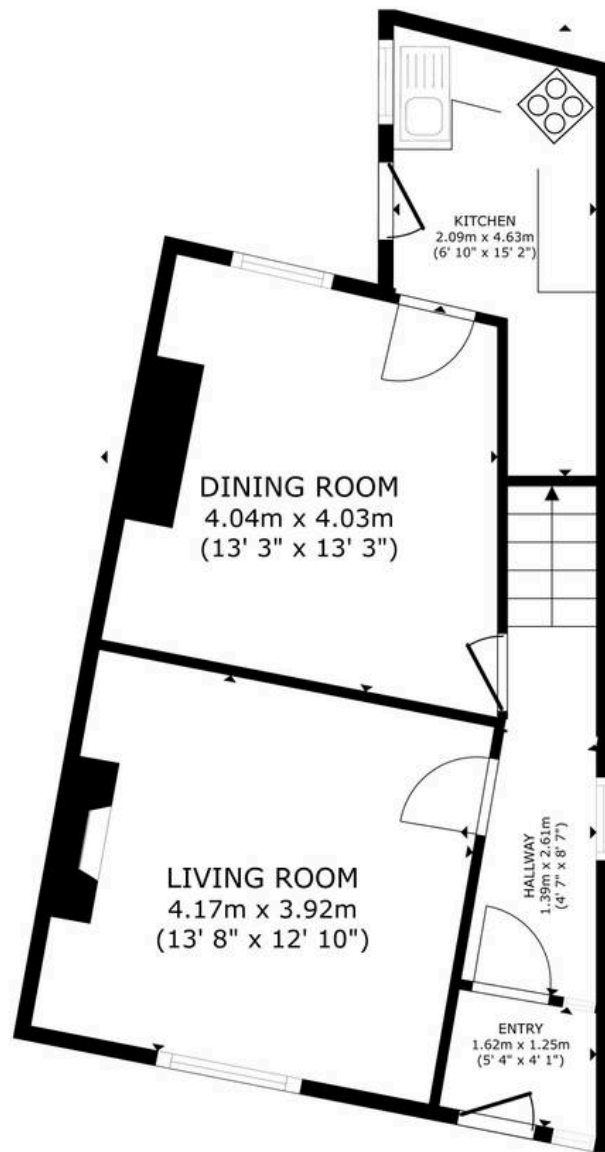 KITCHEN
2.09m x 4.63m
(6' 10" x 15' 2")
DINING ROOM
4.04m x 4.03m
(13' 3" x 13' 3")
LIVING ROOM
4.17m x 3.92m
(13' 8" x 12' 10")
HALLWAY
1.39m x 2.61m
(4' 7" x 8' 7")
ENTRY
1.62m x 1.25m
(5' 4" x 4' 1")